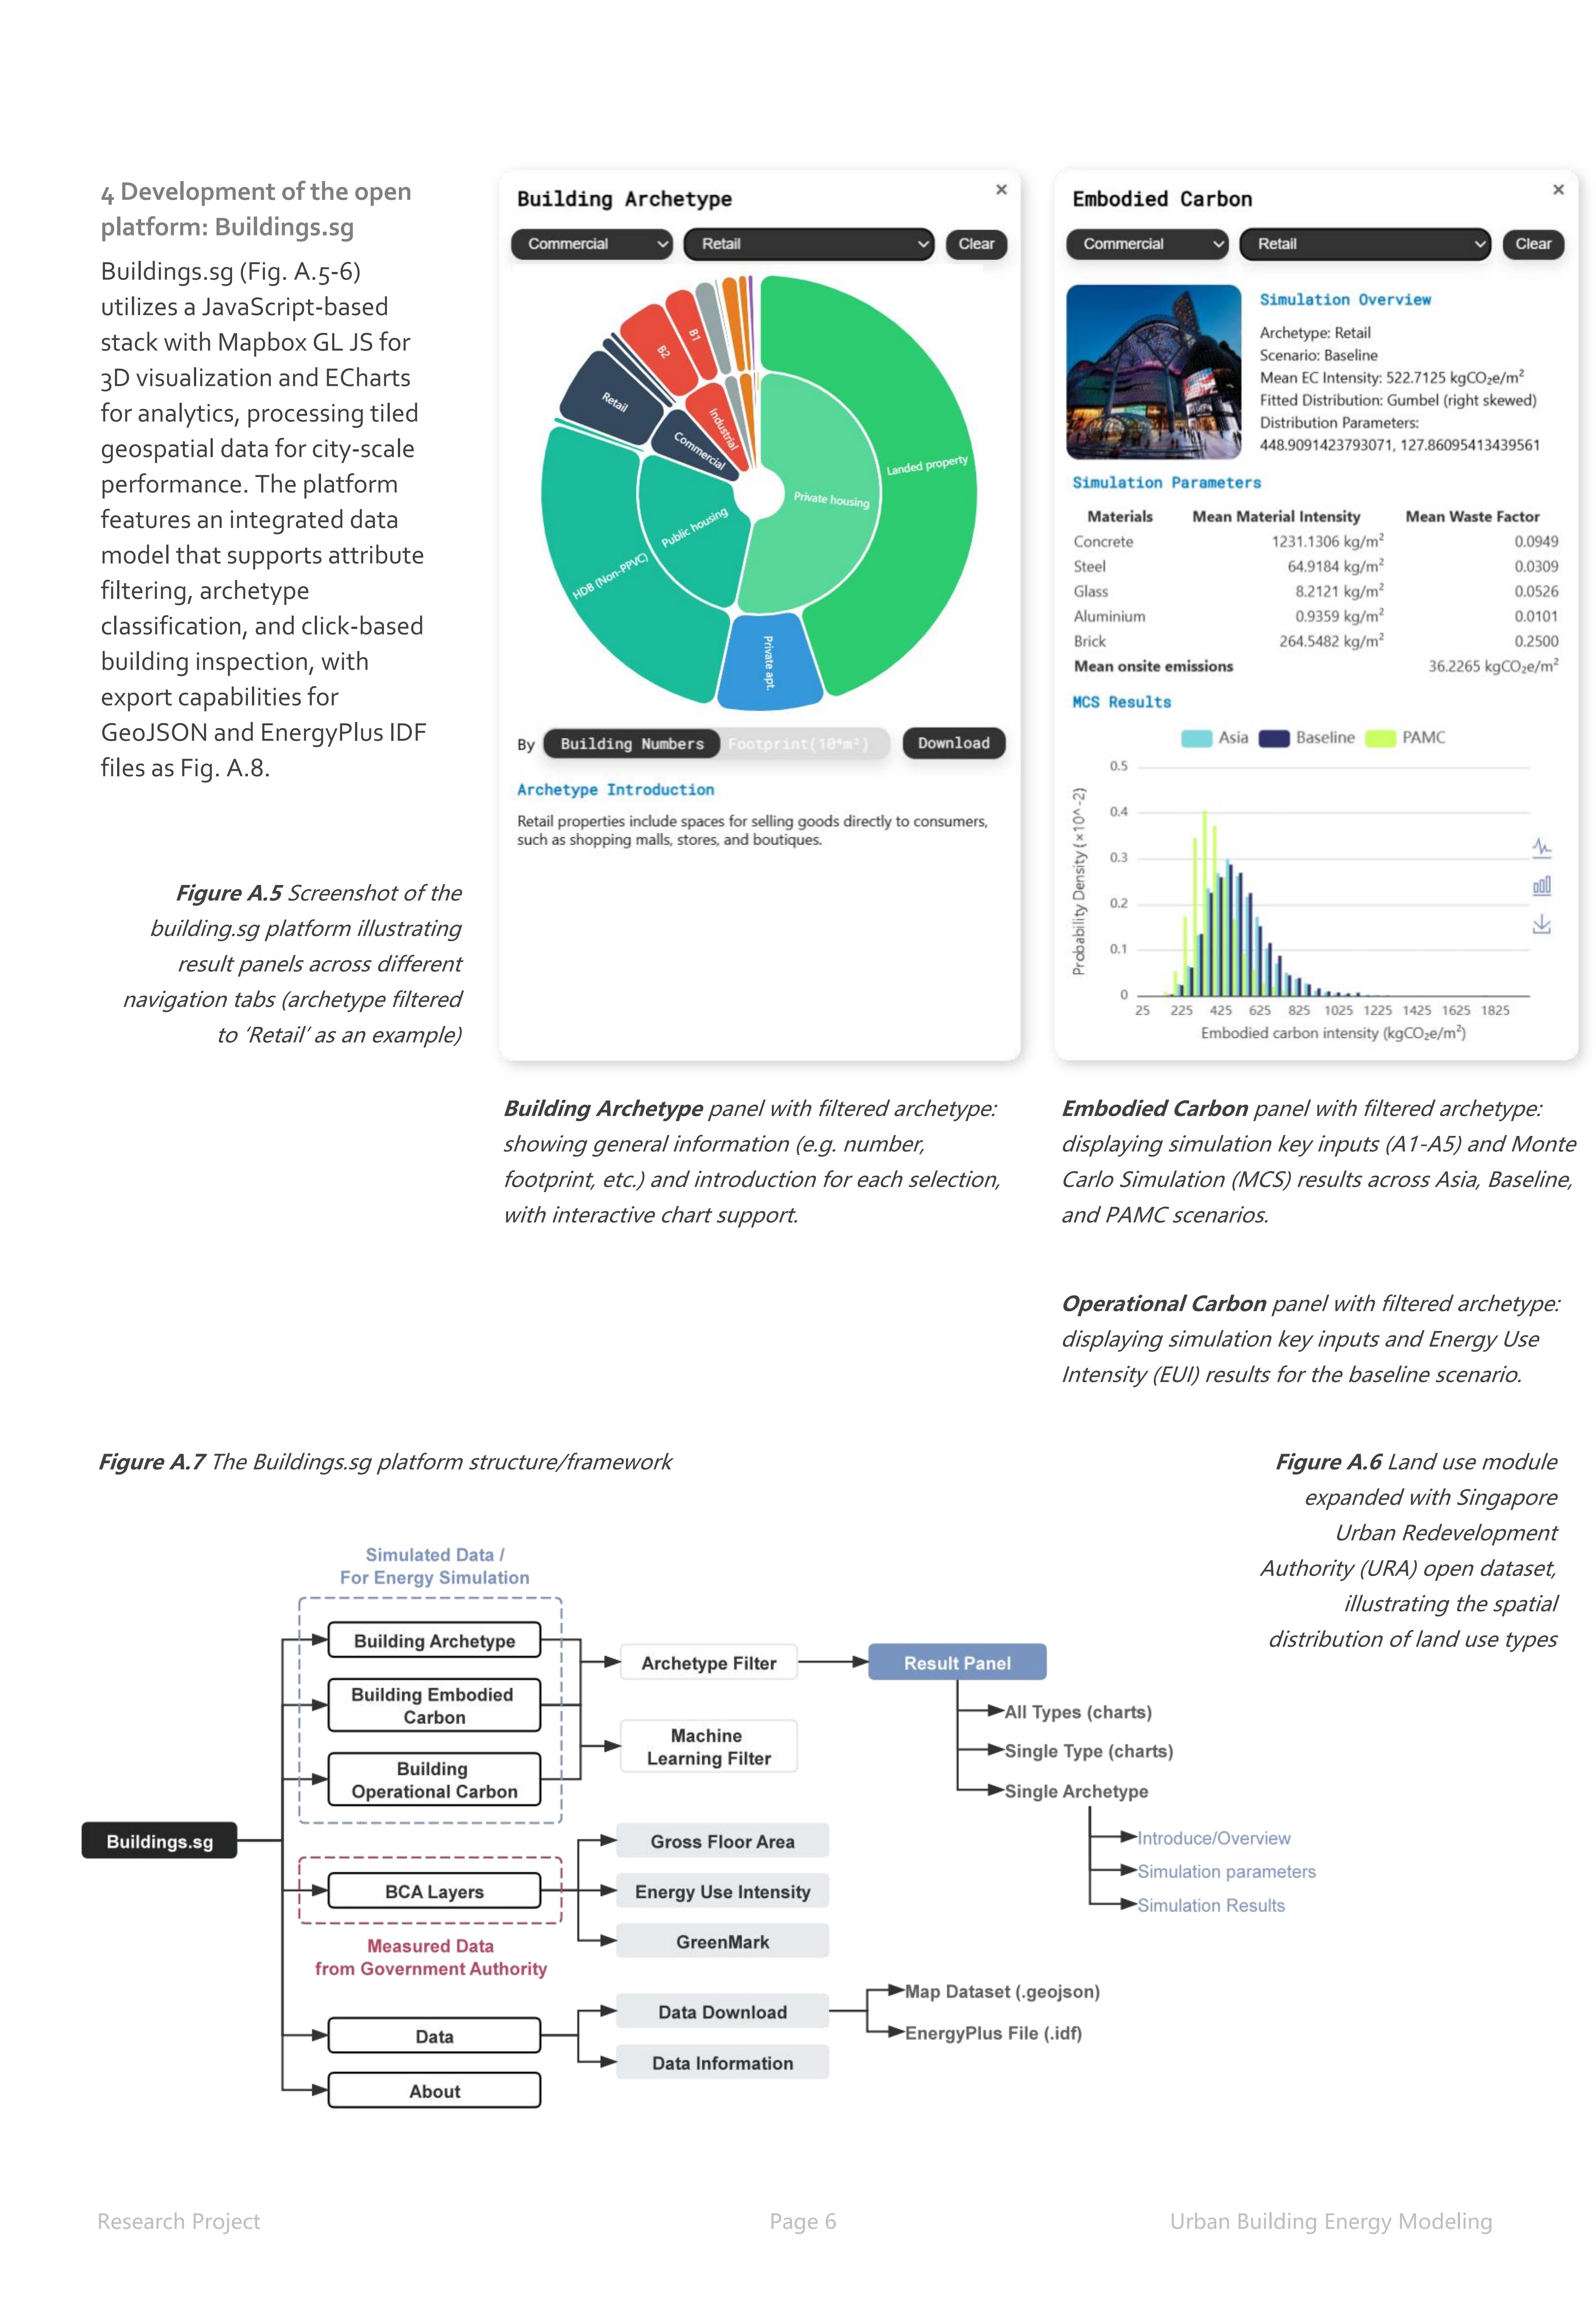 4 Development of the open
platform: Buildings.sg
Buildings.sg (Fig. A.5-6)
utilizes a JavaScript-based
stack with Mapbox GL JS for
3D visualization and ECharts
for analytics, processing tiled
geospatial data for city-scale
performance. The platform
features an integrated data
model that supports attribute
filtering, archetype
classification, and click-based
building inspection, with
export capabilities for
GeoJSON and EnergyPlus IDF
files as Fig. A.8.
Figure A.5 Screenshot of the
building.sg platform illustrating
result panels across different
navigation tabs (archetype filtered
to ‘Retail’ as an example)
Building Archetype
×
Commercial
Retail
Clear
B1
B2
Retail
Industrial
Commercial
Landed property
Private housing
Public housing
HDB (Non-PPVC)
Private apt.
By
Building Numbers
Footprint(10⁴m²)
Download
Archetype Introduction
Retail properties include spaces for selling goods directly to consumers,
such as shopping malls, stores, and boutiques.
Building Archetype panel with filtered archetype:
showing general information (e.g. number,
footprint, etc.) and introduction for each selection,
with interactive chart support.
Embodied Carbon
×
Commercial
Retail
Clear
Simulation Overview
Archetype: Retail
Scenario: Baseline
Mean EC Intensity: 522.7125 kgCO₂e/m²
Fitted Distribution: Gumbel (right skewed)
Distribution Parameters:
448.9091423793071, 127.86095413439561
Simulation Parameters
Materials Mean Material Intensity Mean Waste Factor
Concrete 1231.1306 kg/m² 0.0949
Steel 64.9184 kg/m² 0.0309
Glass 8.2121 kg/m² 0.0526
Aluminium 0.9359 kg/m² 0.0101
Brick 264.5482 kg/m² 0.2500
Mean onsite emissions 36.2265 kgCO₂e/m²
MCS Results
Asia Baseline PAMC
Probability Density (×10^-2)
0.5
0.4
0.3
0.2
0.1
0
25 225 425 625 825 1025 1225 1425 1625 1825
Embodied carbon intensity (kgCO₂e/m²)
Embodied Carbon panel with filtered archetype:
displaying simulation key inputs (A1-A5) and Monte
Carlo Simulation (MCS) results across Asia, Baseline,
and PAMC scenarios.
Operational Carbon panel with filtered archetype:
displaying simulation key inputs and Energy Use
Intensity (EUI) results for the baseline scenario.
Figure A.7 The Buildings.sg platform structure/framework
Figure A.6 Land use module
expanded with Singapore
Urban Redevelopment
Authority (URA) open dataset,
illustrating the spatial
distribution of land use types
Simulated Data /
For Energy Simulation
Building Archetype
Building Embodied
Carbon
Building
Operational Carbon
Archetype Filter
Machine
Learning Filter
Result Panel
All Types (charts)
Single Type (charts)
Single Archetype
Introduce/Overview
Simulation parameters
Simulation Results
Buildings.sg
BCA Layers
Measured Data
from Government Authority
Gross Floor Area
Energy Use Intensity
GreenMark
Data
About
Data Download
Data Information
Map Dataset (.geojson)
EnergyPlus File (.idf)
Research Project
Page 6
Urban Building Energy Modeling